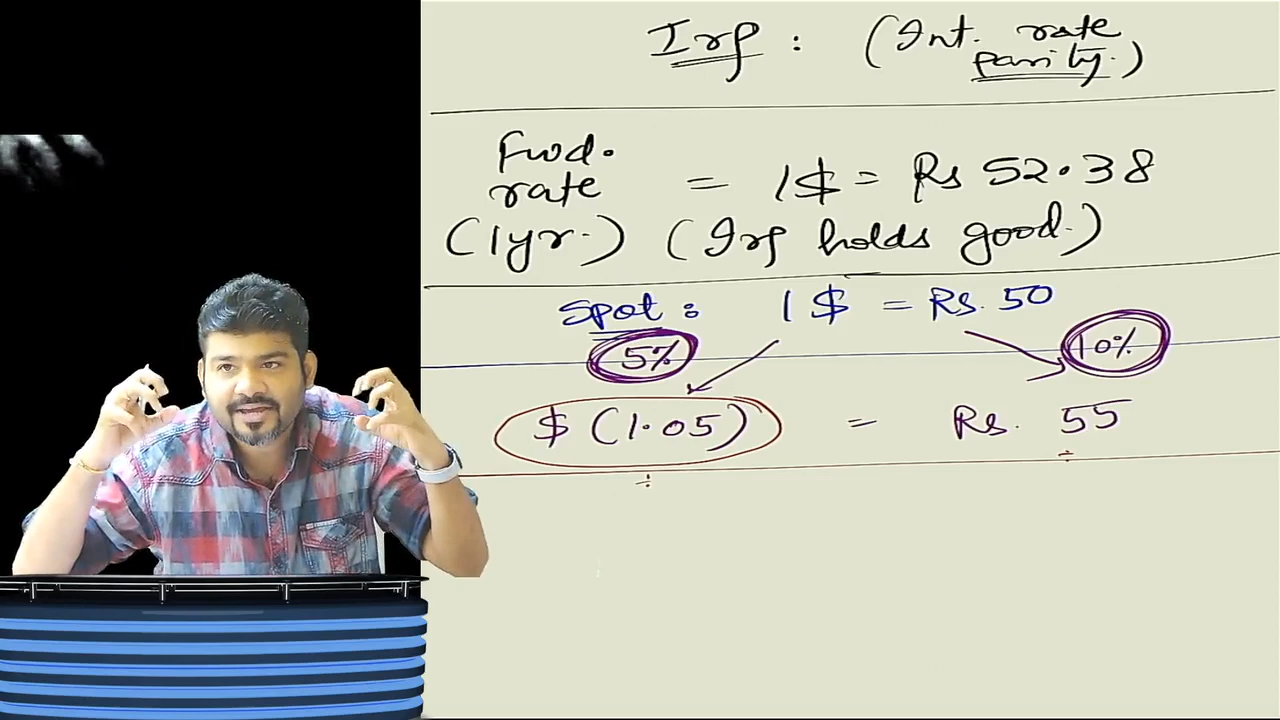 Irp : (Int. rate
parity.)
Fwd.
rate = 1$ = Rs 52.38
(1yr.) (Irp holds good.)
Spot : 1 $ = Rs. 50
5% 10%
$ (1.05) = Rs. 55
÷ ÷